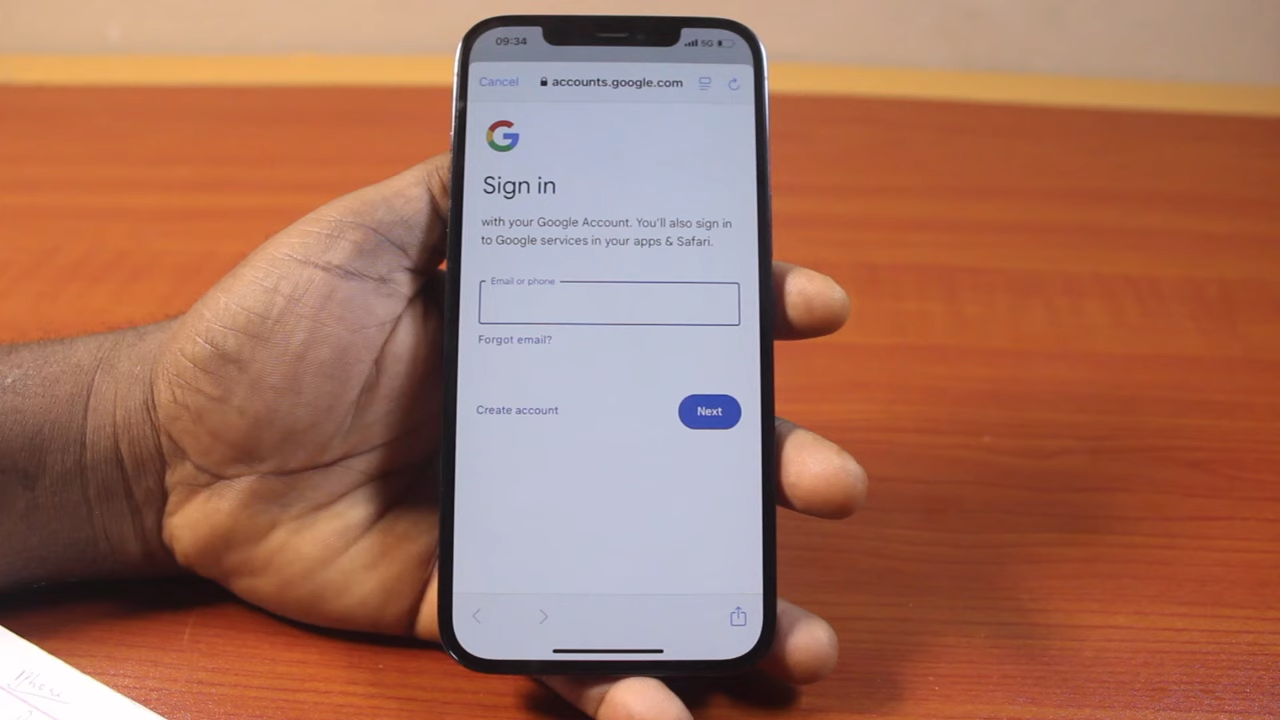 09:34 5G
Cancel accounts.google.com
Sign in
with your Google Account. You'll also sign in
to Google services in your apps & Safari.
Email or phone
Forgot email?
Create account Next